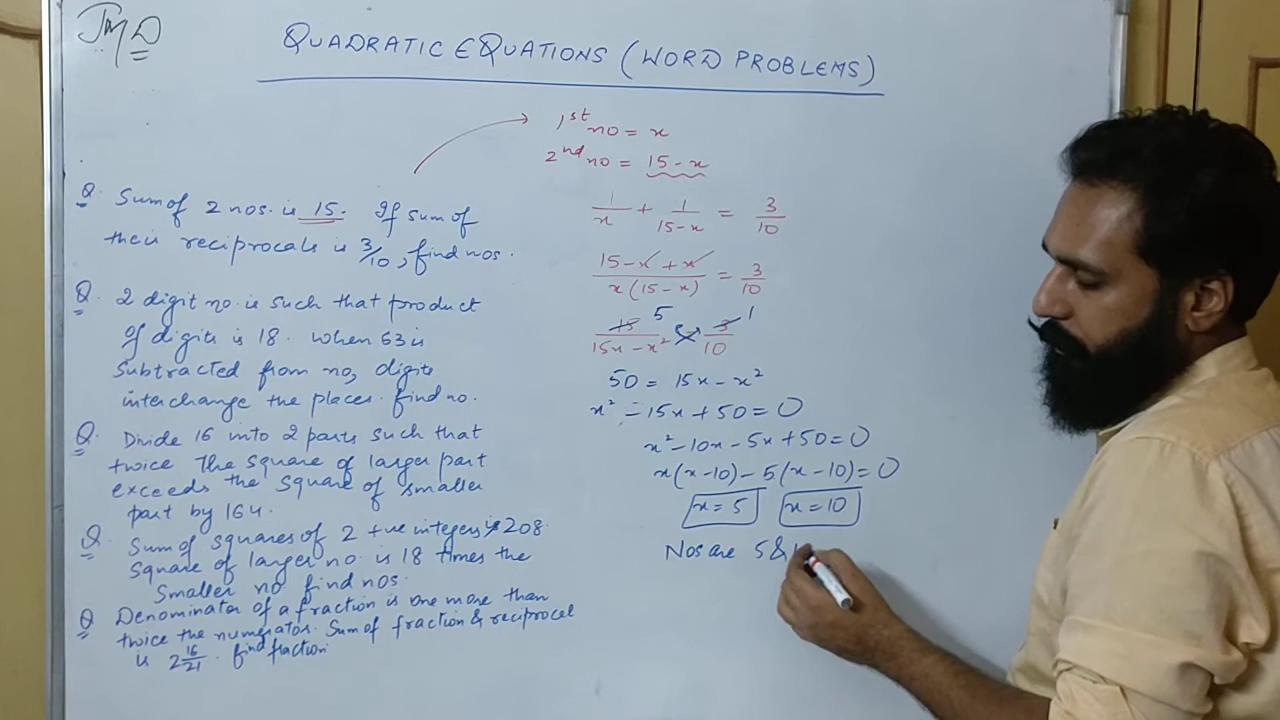 JMD
QUADRATIC EQUATIONS (WORD PROBLEMS)
Q. Sum of 2 nos. is 15. If sum of
their reciprocals is 3/10, find nos.
Q. 2 digit no. is such that product
of digits is 18. When 63 is
subtracted from no, digits
interchange the places. find no.
Q. Divide 16 into 2 parts such that
twice the square of larger part
exceeds the square of smaller
part by 164.
Q. Sum of squares of 2 +ve integers is 208
square of larger no. is 18 times the
smaller no find nos.
Q Denominator of a fraction is one more than
twice the numerator. Sum of fraction & reciprocal
is 2 16/21. find fraction
1st no = x
2nd no = 15 - x
1/x + 1/15-x = 3/10
15-x+x/x(15-x) = 3/10
15 5/15x-x² 3 1/10
50 = 15x - x²
x² - 15x + 50 = 0
x² - 10x - 5x + 50 = 0
x(x-10) - 5(x-10) = 0
x = 5 x = 10
Nos are 5 & 1